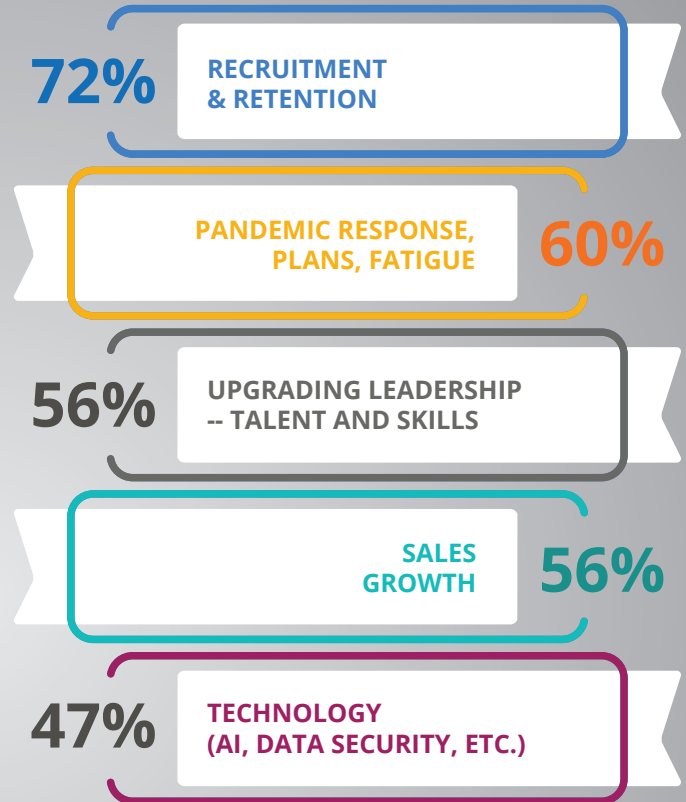 72%
RECRUITMENT
& RETENTION
PANDEMIC RESPONSE,
PLANS, FATIGUE
60%
56%
UPGRADING LEADERSHIP
-- TALENT AND SKILLS
SALES
GROWTH
56%
47%
TECHNOLOGY
(AI, DATA SECURITY, ETC.)